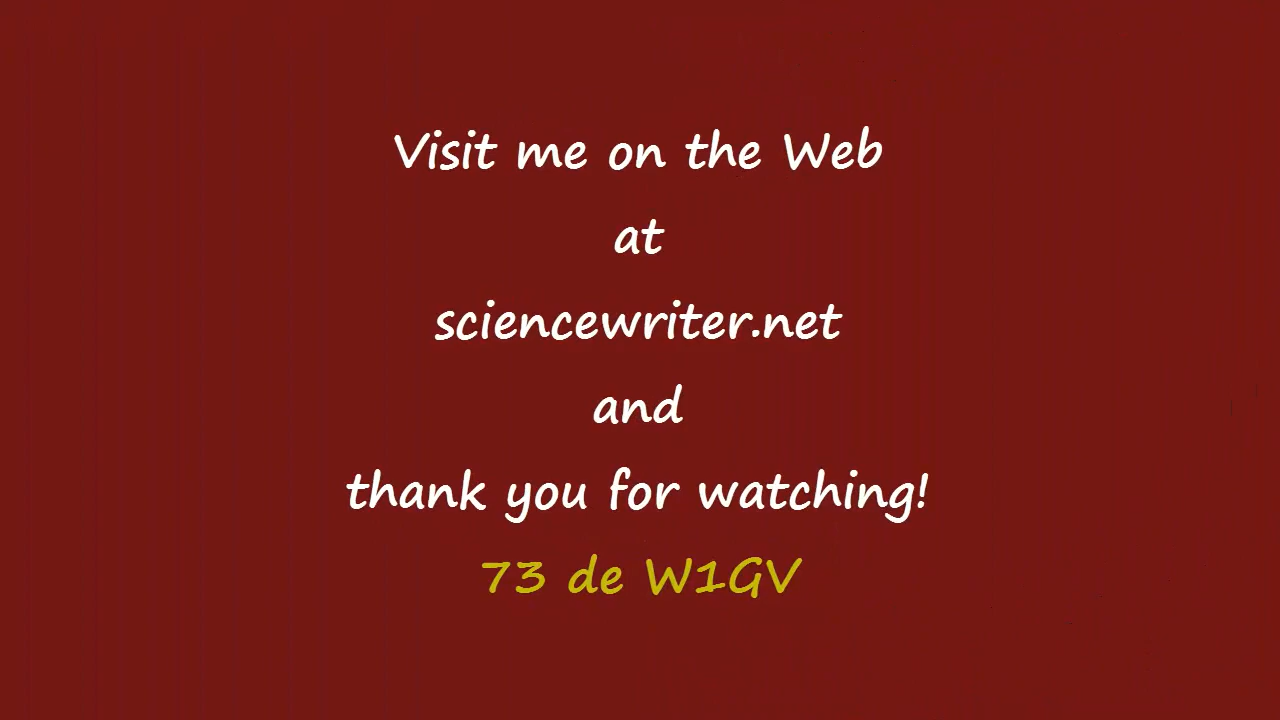 Visit me on the Web
at
sciencewriter.net
and
thank you for watching!
73 de W1GV